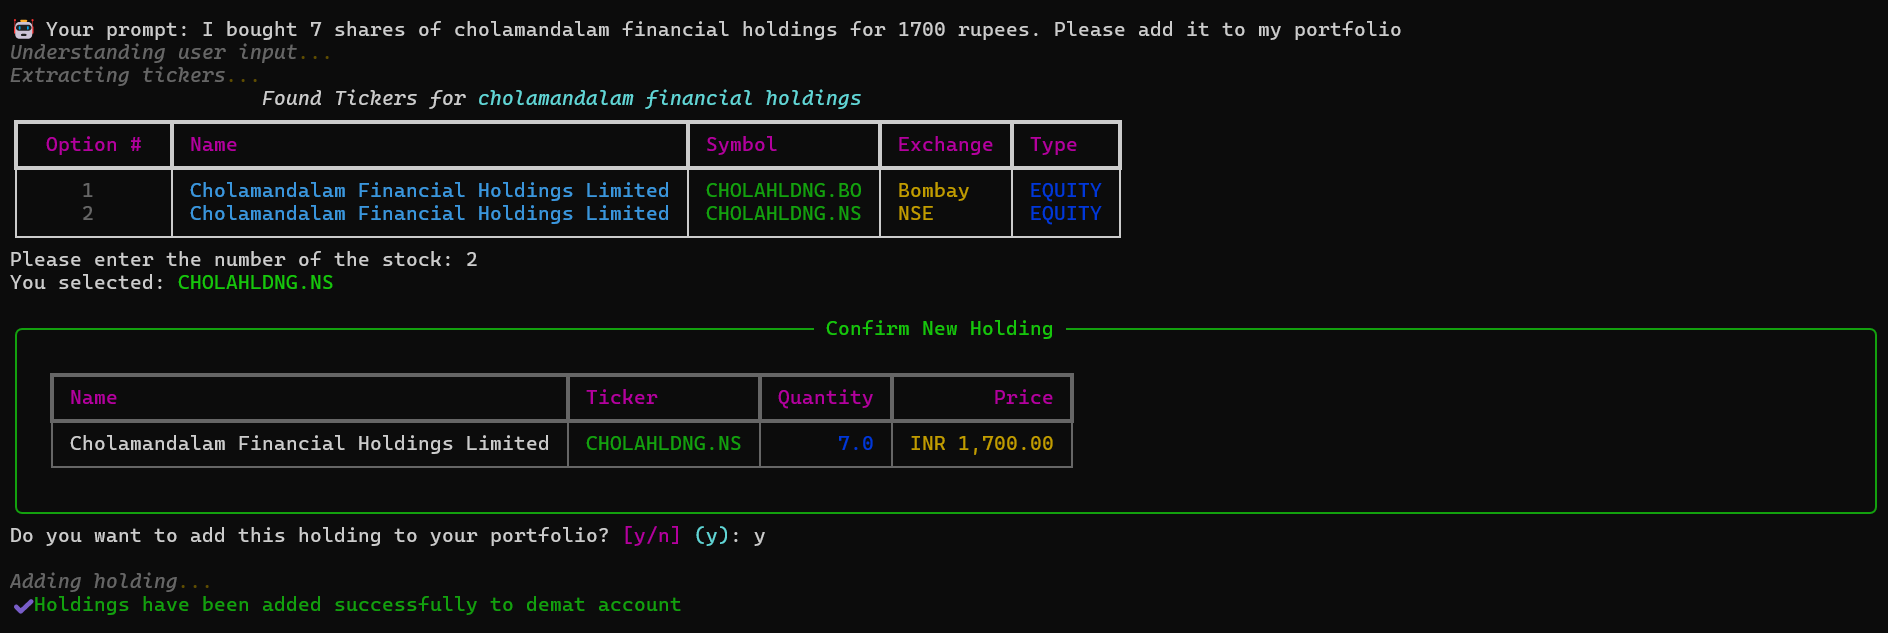 Your prompt: I bought 7 shares of cholamandalam financial holdings for 1700 rupees. Please add it to my portfolio
Understanding user input...
Extracting tickers...
Found Tickers for cholamandalam financial holdings
Option # Name Symbol Exchange Type
1 Cholamandalam Financial Holdings Limited CHOLAHLDNG.BO Bombay EQUITY
2 Cholamandalam Financial Holdings Limited CHOLAHLDNG.NS NSE EQUITY
Please enter the number of the stock: 2
You selected: CHOLAHLDNG.NS
Confirm New Holding
Name Ticker Quantity Price
Cholamandalam Financial Holdings Limited CHOLAHLDNG.NS 7.0 INR 1,700.00
Do you want to add this holding to your portfolio? [y/n] (y): y
Adding holding...
Holdings have been added successfully to demat account